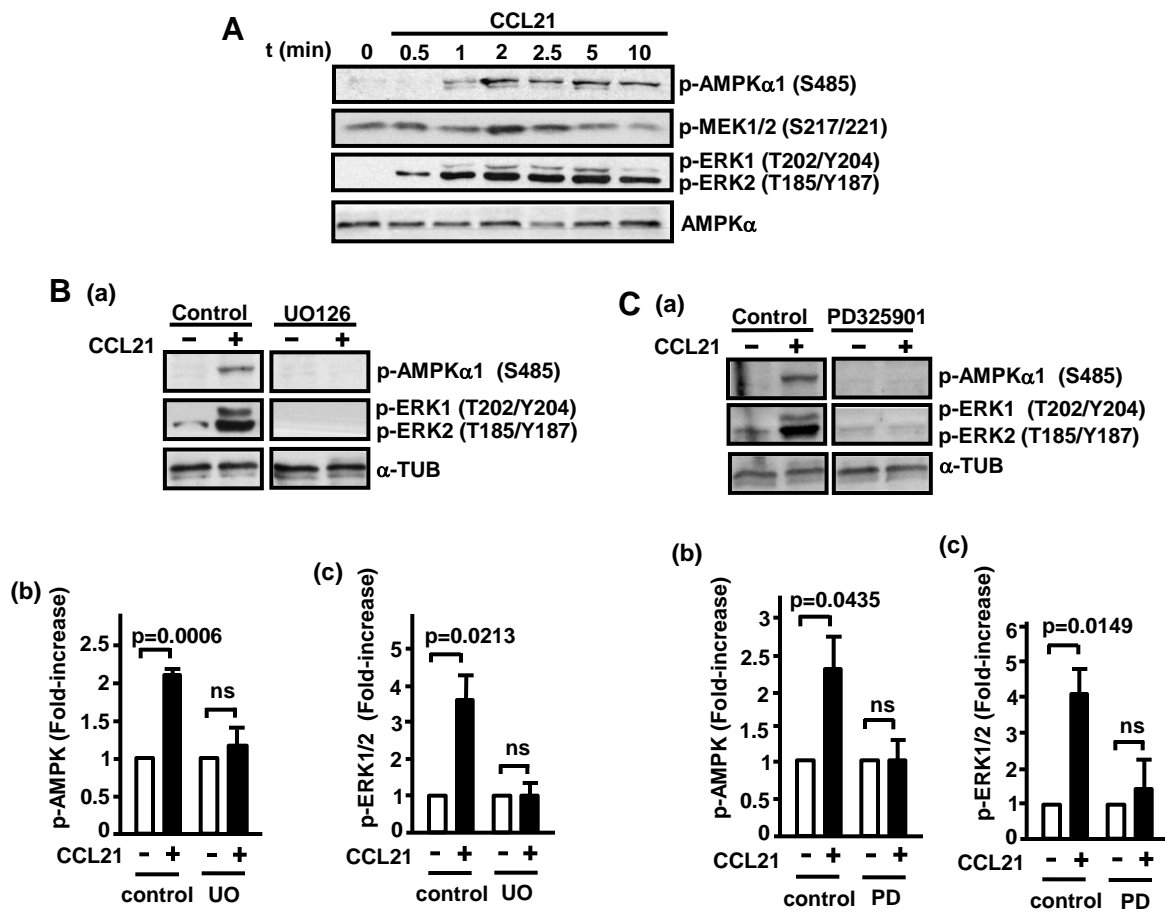 A
CCL21
t (min) 0 0.5 1 2 2.5 5 10
p-AMPKα1 (S485)
p-MEK1/2 (S217/221)
p-ERK1 (T202/Y204)
p-ERK2 (T185/Y187)
AMPKα
B (a)
Control UO126
CCL21 - + - +
p-AMPKα1 (S485)
p-ERK1 (T202/Y204)
p-ERK2 (T185/Y187)
α-TUB
C (a)
Control PD325901
CCL21 - + - +
p-AMPKα1 (S485)
p-ERK1 (T202/Y204)
p-ERK2 (T185/Y187)
α-TUB
(b)
p-AMPK (Fold-increase)
2.5
2
1.5
1
0.5
0
p=0.0006
ns
CCL21 - + - +
control UO
(c)
p-ERK1/2 (Fold-increase)
5
4
3
2
1
0
p=0.0213
ns
CCL21 - + - +
control UO
(b)
p-AMPK (Fold-increase)
3
2.5
2
1.5
1
0.5
0
p=0.0435
ns
CCL21 - + - +
control PD
(c)
p-ERK1/2 (Fold-increase)
6
5
4
3
2
1
0
p=0.0149
ns
CCL21 - + - +
control PD